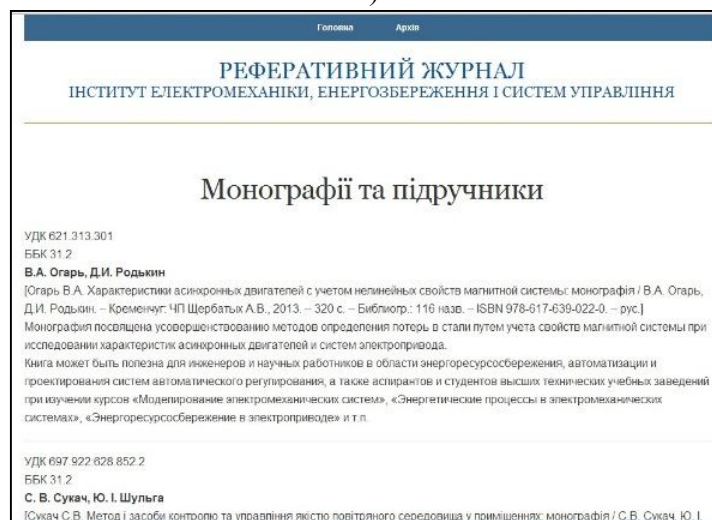 )
Головна Архів
РЕФЕРАТИВНИЙ ЖУРНАЛ
ІНСТИТУТ ЕЛЕКТРОМЕХАНІКИ, ЕНЕРГОЗБЕРЕЖЕННЯ І СИСТЕМ УПРАВЛІННЯ
Монографії та підручники
УДК 621.313.301
ББК 31.2
В.А. Огарь, Д.И. Родькин
[Огарь В.А. Характеристики асинхронных двигателей с учетом нелинейных свойств магнитной системы: монографія / В.А. Огарь,
Д.И. Родькин. – Кременчуг: ЧП Щербатых А.В., 2013. – 320 с. – Библиогр.: 116 назв. – ISBN 978-617-639-022-0. – рус.]
Монография посвящена усовершенствованию методов определения потерь в стали путем учета свойств магнитной системы при
исследовании характеристик асинхронных двигателей и систем электропривода.
Книга может быть полезна для инженеров и научных работников в области энергоресурсосбережения, автоматизации и
проектирования систем автоматического регулирования, а также аспирантов и студентов высших технических учебных заведений
при изучении курсов «Моделирование электромеханических систем», «Энергетические процессы в электромеханических
системах», «Энергоресурсосбережение в электроприводе» и т.п.
УДК 697.922:628.852.2
ББК 31.2
С. В. Сукач, Ю. І. Шульга
[Сукач С.В. Метод і засоби контролю та управління якістю повітряного середовища у приміщеннях: монографія / С.В. Сукач, Ю. І.